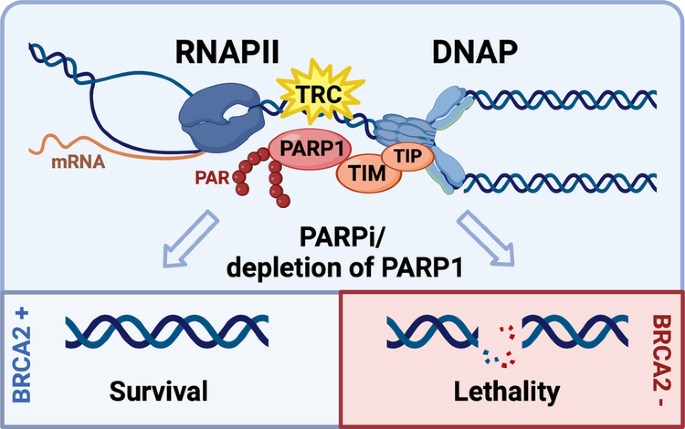 RNAPII
DNAP
TRC
mRNA
PAR
PARP1
TIM
TIP
PARPi/
depletion of PARP1
BRCA2 +
Survival
Lethality
BRCA2 -